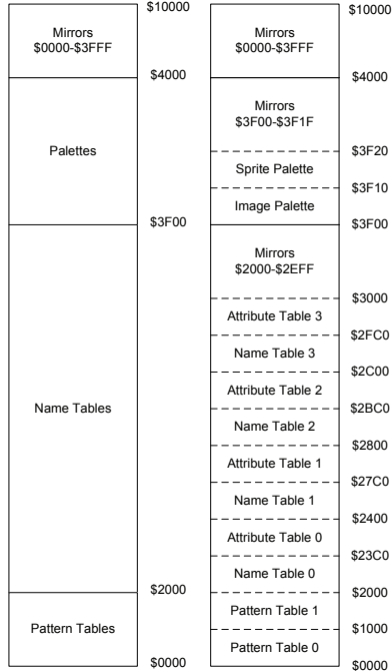 $10000
Mirrors
$0000-$3FFF
$4000
Palettes
$3F00
Name Tables
$2000
Pattern Tables
$0000
$10000
Mirrors
$0000-$3FFF
$4000
Mirrors
$3F00-$3F1F
$3F20
Sprite Palette
$3F10
Image Palette
$3F00
Mirrors
$2000-$2EFF
$3000
Attribute Table 3
$2FC0
Name Table 3
$2C00
Attribute Table 2
$2BC0
Name Table 2
$2800
Attribute Table 1
$27C0
Name Table 1
$2400
Attribute Table 0
$23C0
Name Table 0
$2000
Pattern Table 1
$1000
Pattern Table 0
$0000